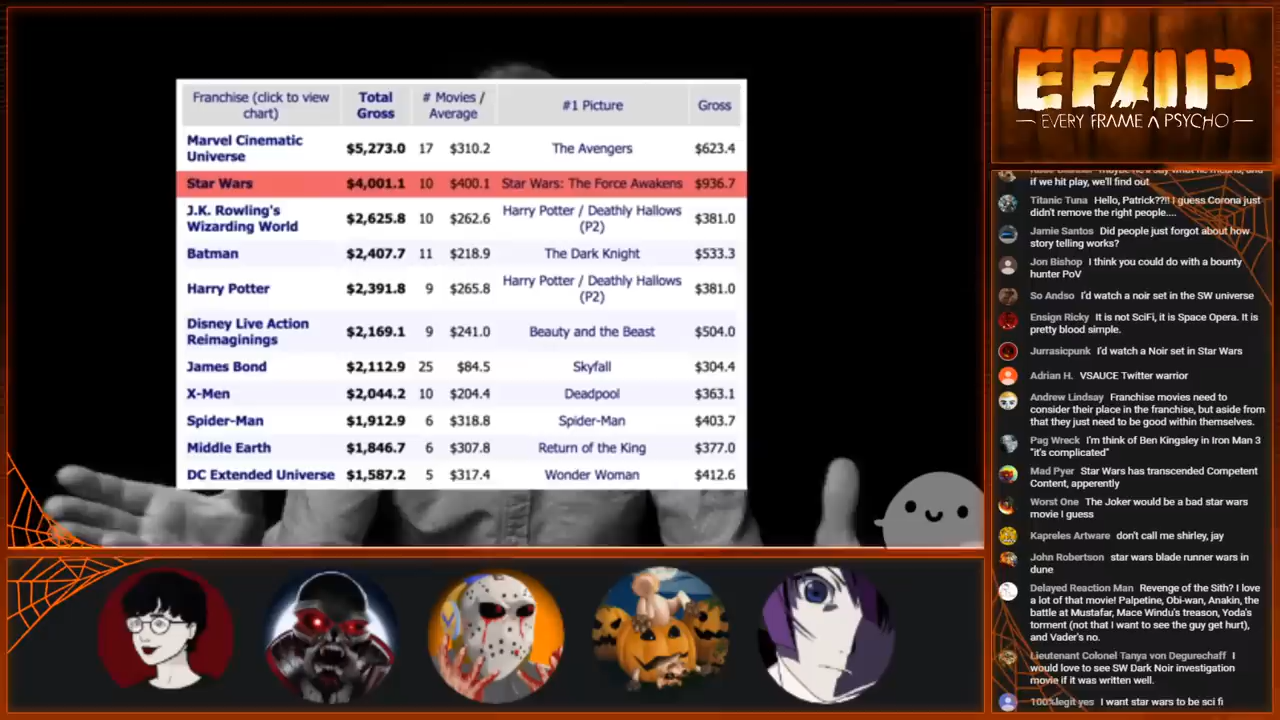 Franchise (click to view chart) Total Gross # Movies / Average #1 Picture Gross
Marvel Cinematic Universe $5,273.0 17 $310.2 The Avengers $623.4
Star Wars $4,001.1 10 $400.1 Star Wars: The Force Awakens $936.7
J.K. Rowling's Wizarding World $2,625.8 10 $262.6 Harry Potter / Deathly Hallows (P2) $381.0
Batman $2,407.7 11 $218.9 The Dark Knight $533.3
Harry Potter $2,391.8 9 $265.8 Harry Potter / Deathly Hallows (P2) $381.0
Disney Live Action Reimaginings $2,169.1 9 $241.0 Beauty and the Beast $504.0
James Bond $2,112.9 25 $84.5 Skyfall $304.4
X-Men $2,044.2 10 $204.4 Deadpool $363.1
Spider-Man $1,912.9 6 $318.8 Spider-Man $403.7
Middle Earth $1,846.7 6 $307.8 Return of the King $377.0
DC Extended Universe $1,587.2 5 $317.4 Wonder Woman $412.6
EFAP
EVERY FRAME A PSYCHO
if we hit play, we'll find out
Titanic Tuna Hello, Patrick??!! I guess Corona just
didn't remove the right people....
Jamie Santos Did people just forgot about how
story telling works?
Jon Bishop I think you could do with a bounty
hunter PoV
So Andso I'd watch a noir set in the SW universe
Ensign Ricky It is not SciFi, it is Space Opera. It is
pretty blood simple.
Jurrasicpunk I'd watch a Noir set in Star Wars
Adrian H. VSAUCE Twitter warrior
Andrew Lindsay Franchise movies need to
consider their place in the franchise, but aside from
that they just need to be good within themselves.
Pag Wreck I'm think of Ben Kingsley in Iron Man 3
"it's complicated"
Mad Pyer Star Wars has transcended Competent
Content, apperently
Worst One The Joker would be a bad star wars
movie I guess
Kapreles Artware don't call me shirley, jay
John Robertson star wars blade runner wars in
dune
Delayed Reaction Man Revenge of the Sith? I love
a lot of that movie! Palpetine, Obi-wan, Anakin, the
battle at Mustafar, Mace Windu's treason, Yoda's
torment (not that I want to see the guy get hurt),
and Vader's no.
Lieutenant Colonel Tanya von Degurechaff I
would love to see SW Dark Noir investigation
movie if it was written well.
100%legit yes I want star wars to be sci fi